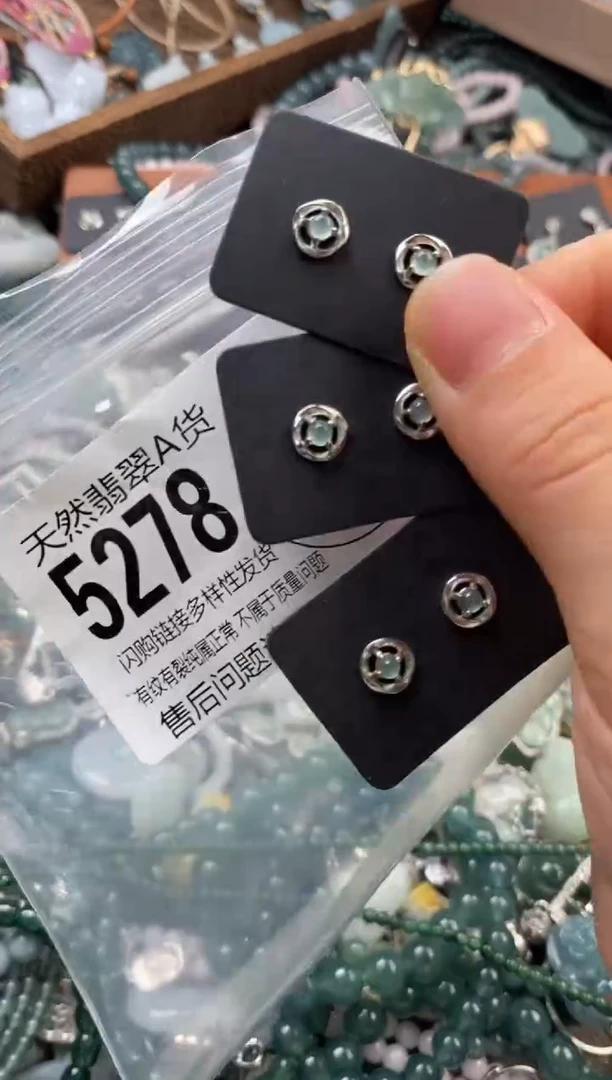 天然翡翠A货
5278
闪购链接多样性发货
有纹有裂纯属正常 不属于质量问题
售后问题